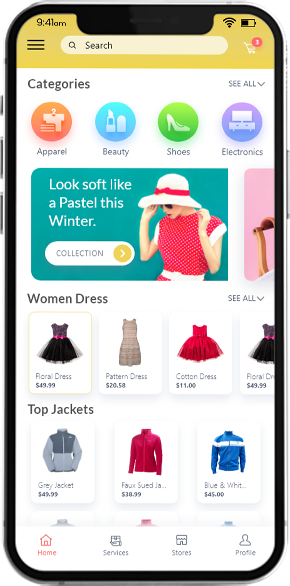 9:41am
Search
3
Categories
SEE ALL
Apparel
Beauty
Shoes
Electronics
Look soft like
a Pastel this
Winter.
COLLECTION
Women Dress
SEE ALL
Floral Dress
$49.99
Pattern Dress
$20.58
Cotton Dress
$11.00
Floral D
$49.99
Top Jackets
Grey Jacket
$49.99
Faux Sued Ja...
$38.99
Blue & Whit...
$45.00
Home
Services
Stores
Profile